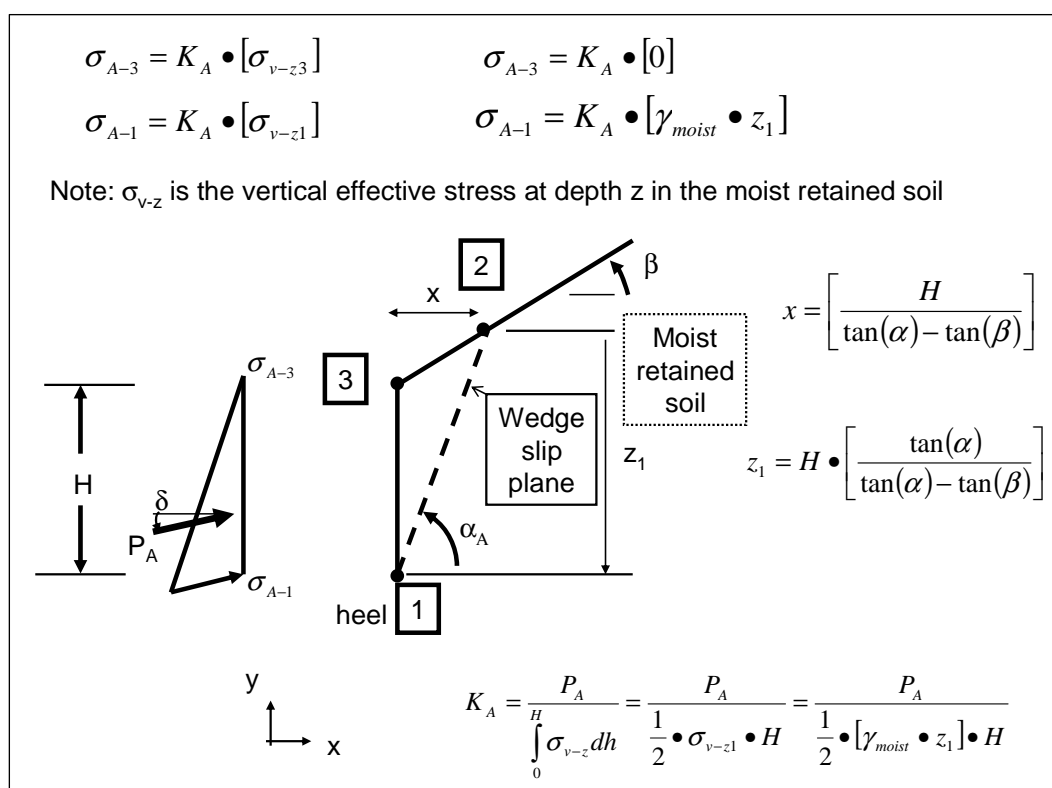 σ_{A-3} = K_A • [σ_{v-z3}]
σ_{A-3} = K_A • [0]
σ_{A-1} = K_A • [σ_{v-z1}]
σ_{A-1} = K_A • [γ_{moist} • z_1]
Note: σ_{v-z} is the vertical effective stress at depth z in the moist retained soil
2
β
x
x = [H / (tan(α) − tan(β))]
Moist
retained
soil
3
σ_{A-3}
Wedge
slip
plane
z_1
z_1 = H • [tan(α) / (tan(α) − tan(β))]
H
δ
P_A
α_A
σ_{A-1}
heel 1
y
x
K_A = P_A / ∫_0^H σ_{v-z} dh = P_A / (1/2 • σ_{v-z1} • H) = P_A / (1/2 • [γ_{moist} • z_1] • H)